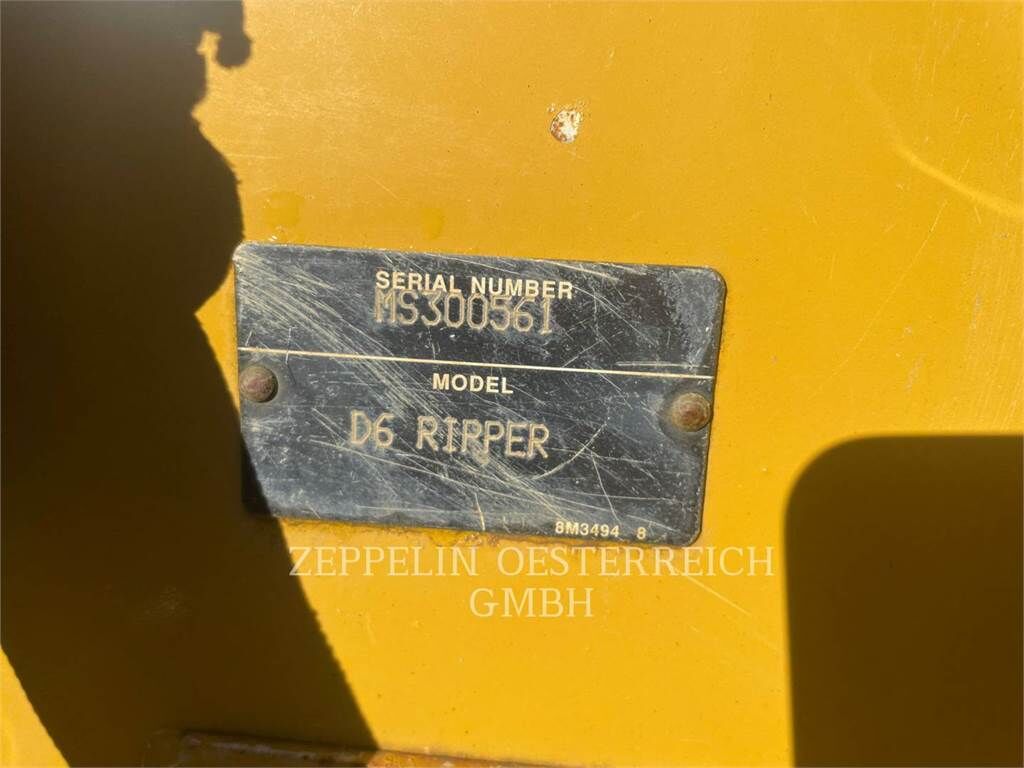 SERIAL NUMBER
MS300561
MODEL
D6 RIPPER
8M3494 8
ZEPPELIN OESTERREICH
GMBH